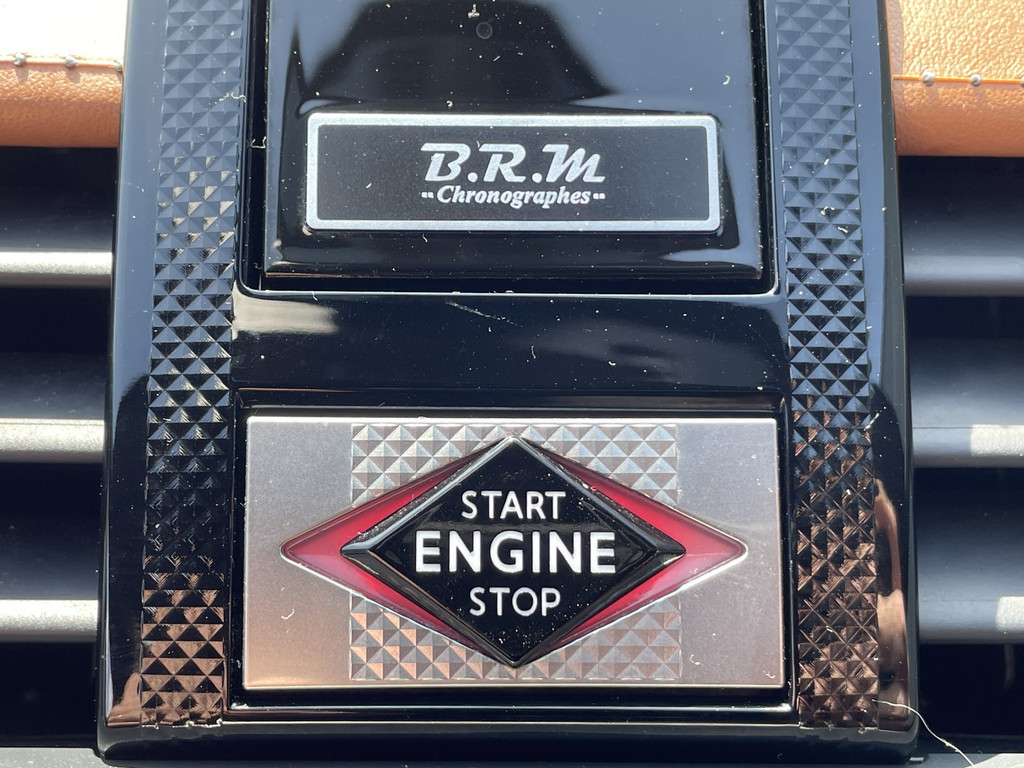 B.R.M
Chronographes
START
ENGINE
STOP